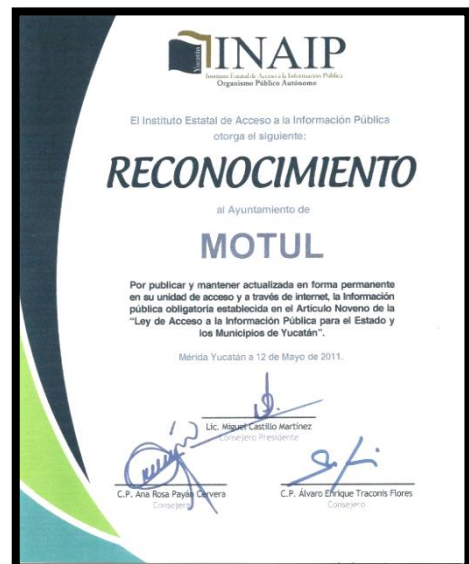 Yucatán
INAIP
Instituto Estatal de Acceso a la Información Pública
Organismo Público Autónomo
El Instituto Estatal de Acceso a la Información Pública
otorga el siguiente:
RECONOCIMIENTO
al Ayuntamiento de
MOTUL
Por publicar y mantener actualizada en forma permanente
en su unidad de acceso y a través de internet, la Información
pública obligatoria establecida en el Artículo Noveno de la
“Ley de Acceso a la Información Pública para el Estado y
los Municipios de Yucatán”.
Mérida Yucatán a 12 de Mayo de 2011.
Lic. Miguel Castillo Martínez
Consejero Presidente
C.P. Ana Rosa Payán Cervera
Consejero
C.P. Álvaro Enrique Traconis Flores
Consejero